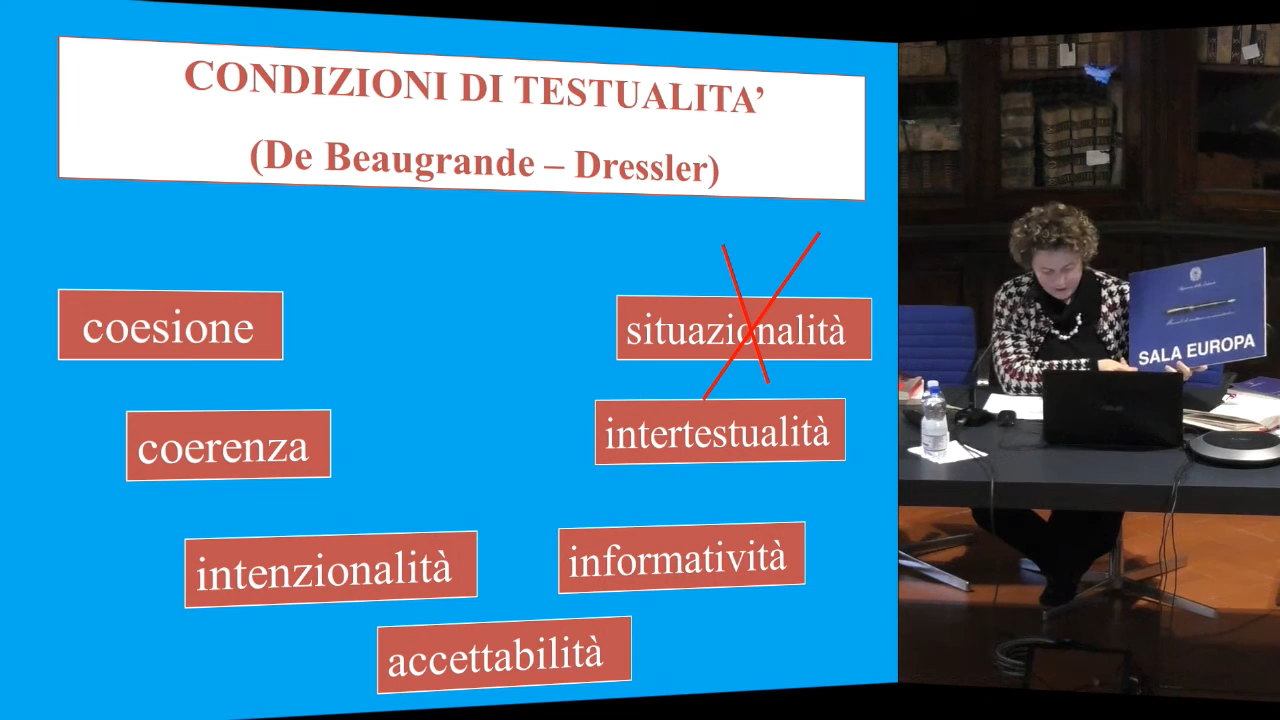 CONDIZIONI DI TESTUALITA’
(De Beaugrande – Dressler)
coesione
situazionalità
coerenza
intertestualità
intenzionalità
informatività
accettabilità
SALA EUROPA